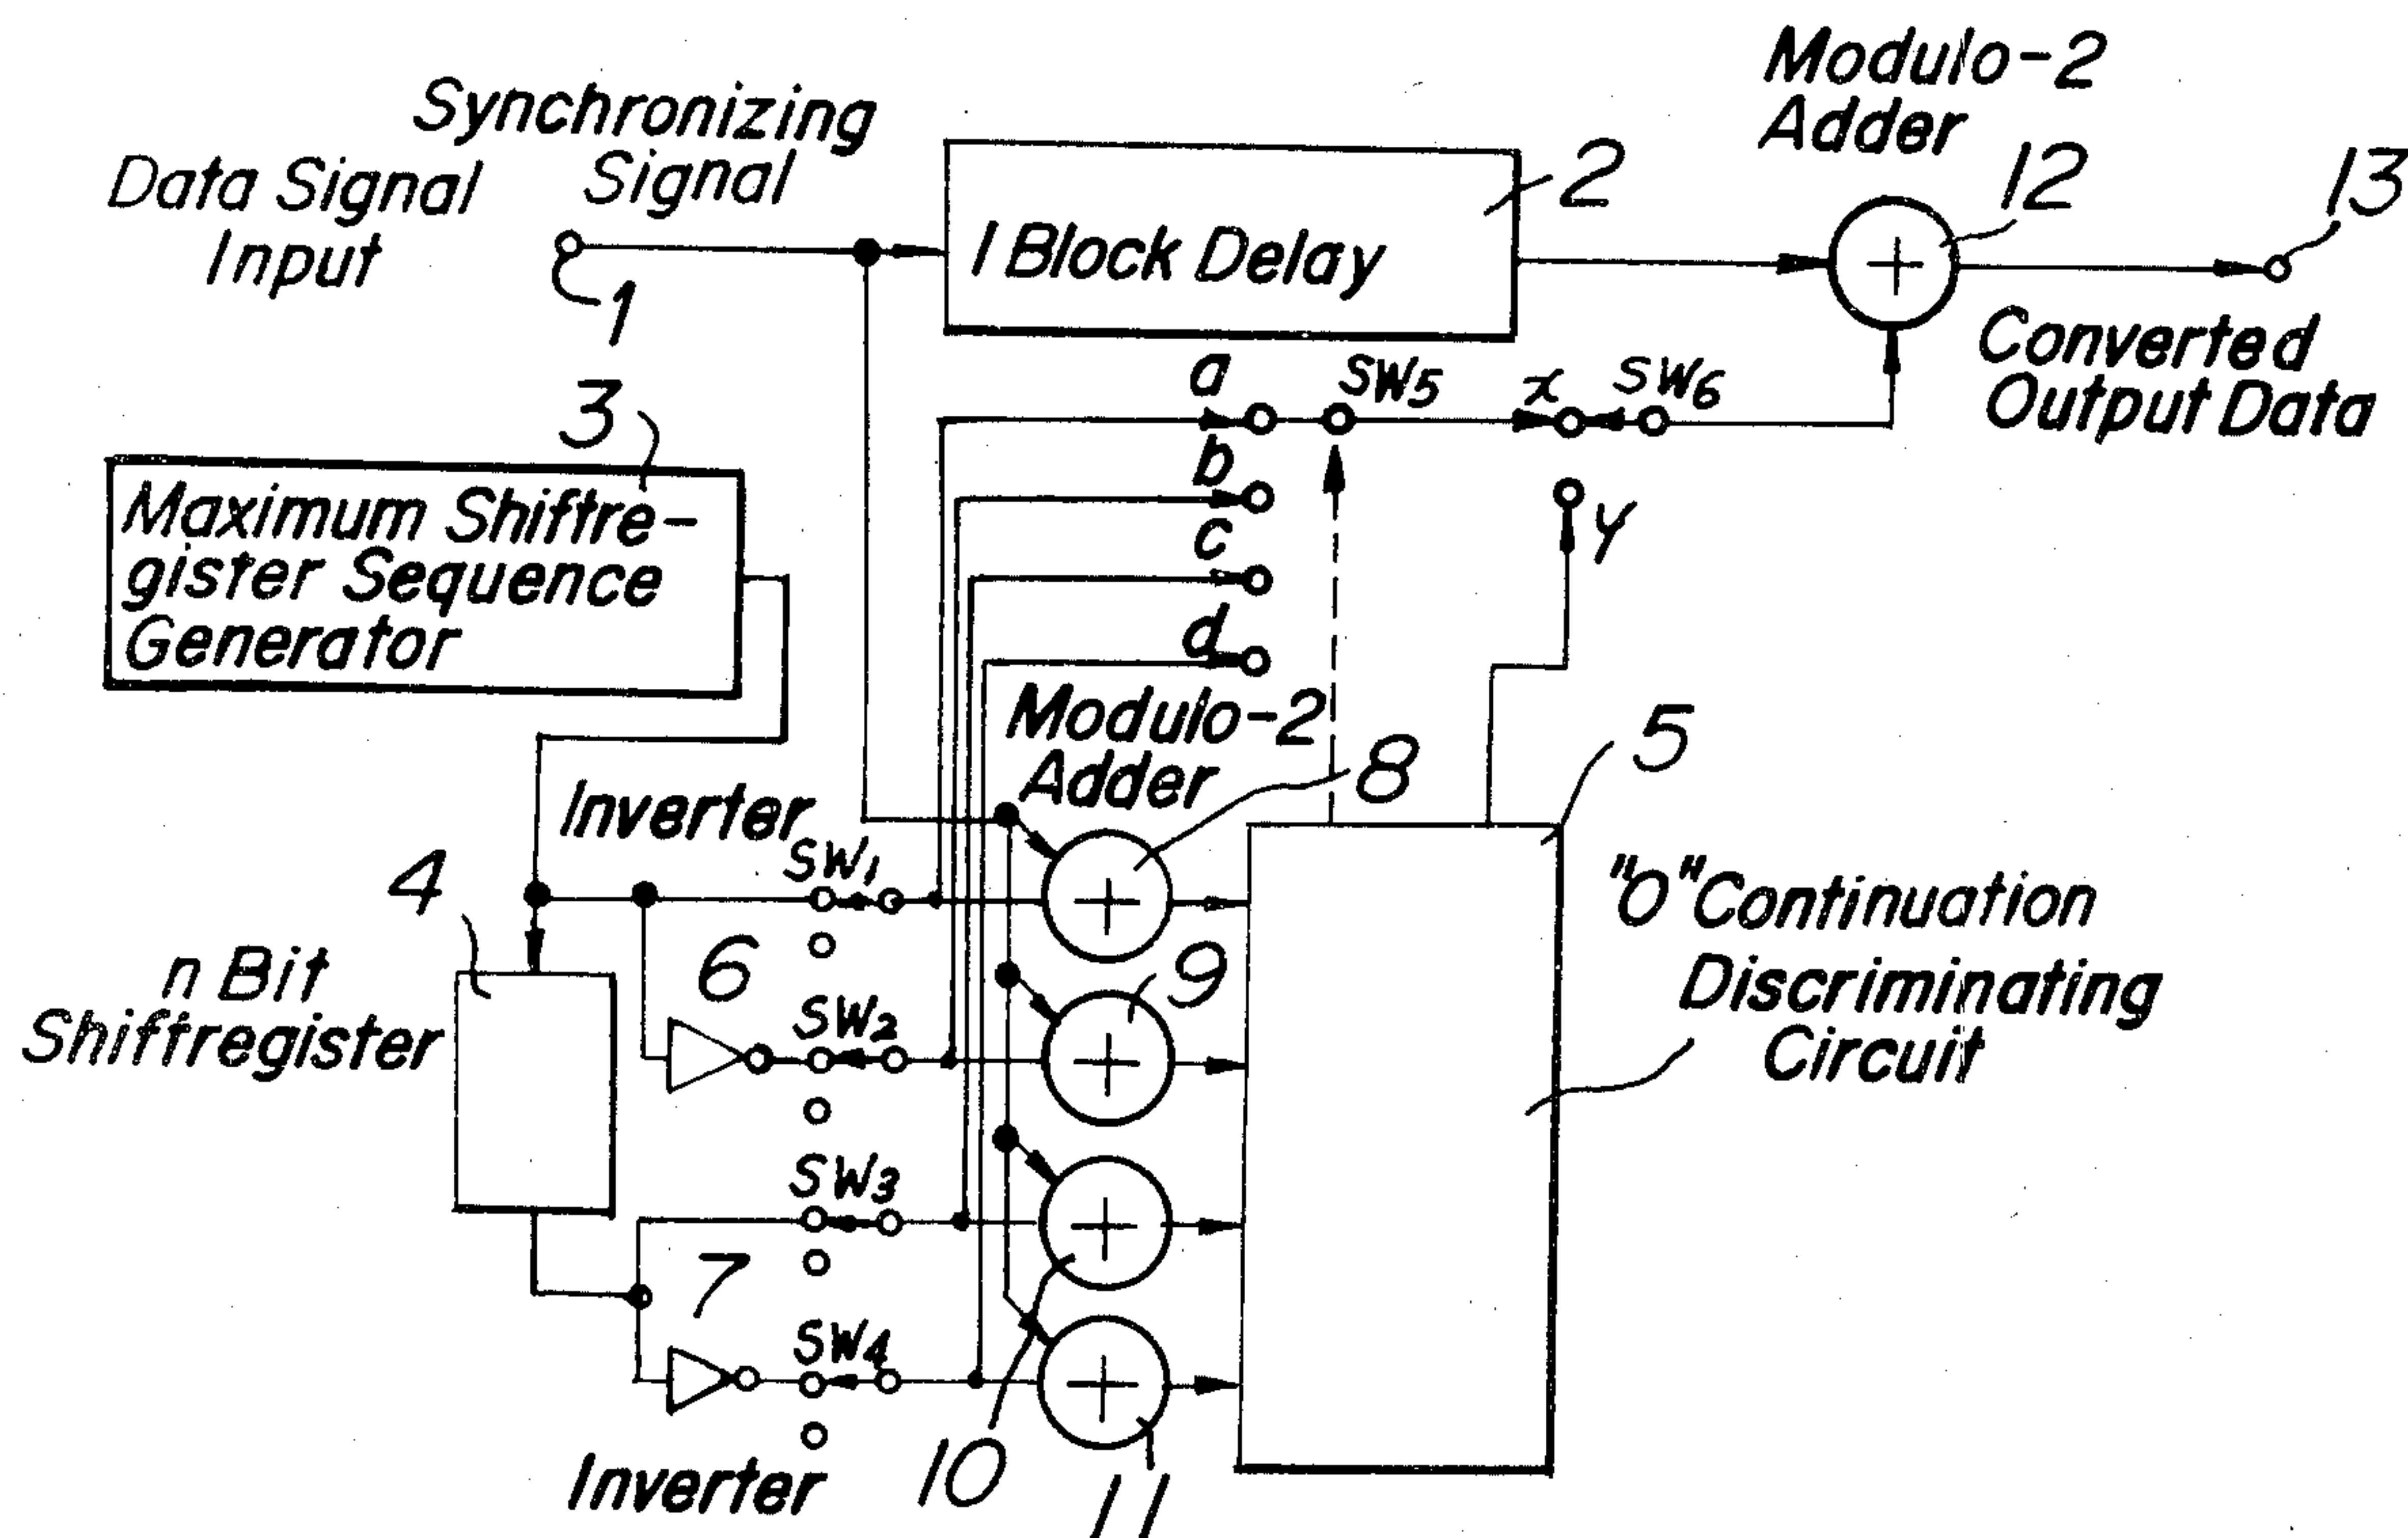 Synchronizing
Signal
Data Signal
Input
1
1 Block Delay
2
Modulo-2
Adder
12
13
Converted
Output Data
a
SW5
x
SW6
b
c
d
Y
3
Maximum Shiftre-
gister Sequence
Generator
Modulo-2
Adder
8
5
Inverter
SW1
4
n Bit
Shiftregister
6
SW2
9
"0" Continuation
Discriminating
Circuit
SW3
7
SW4
Inverter
10
11